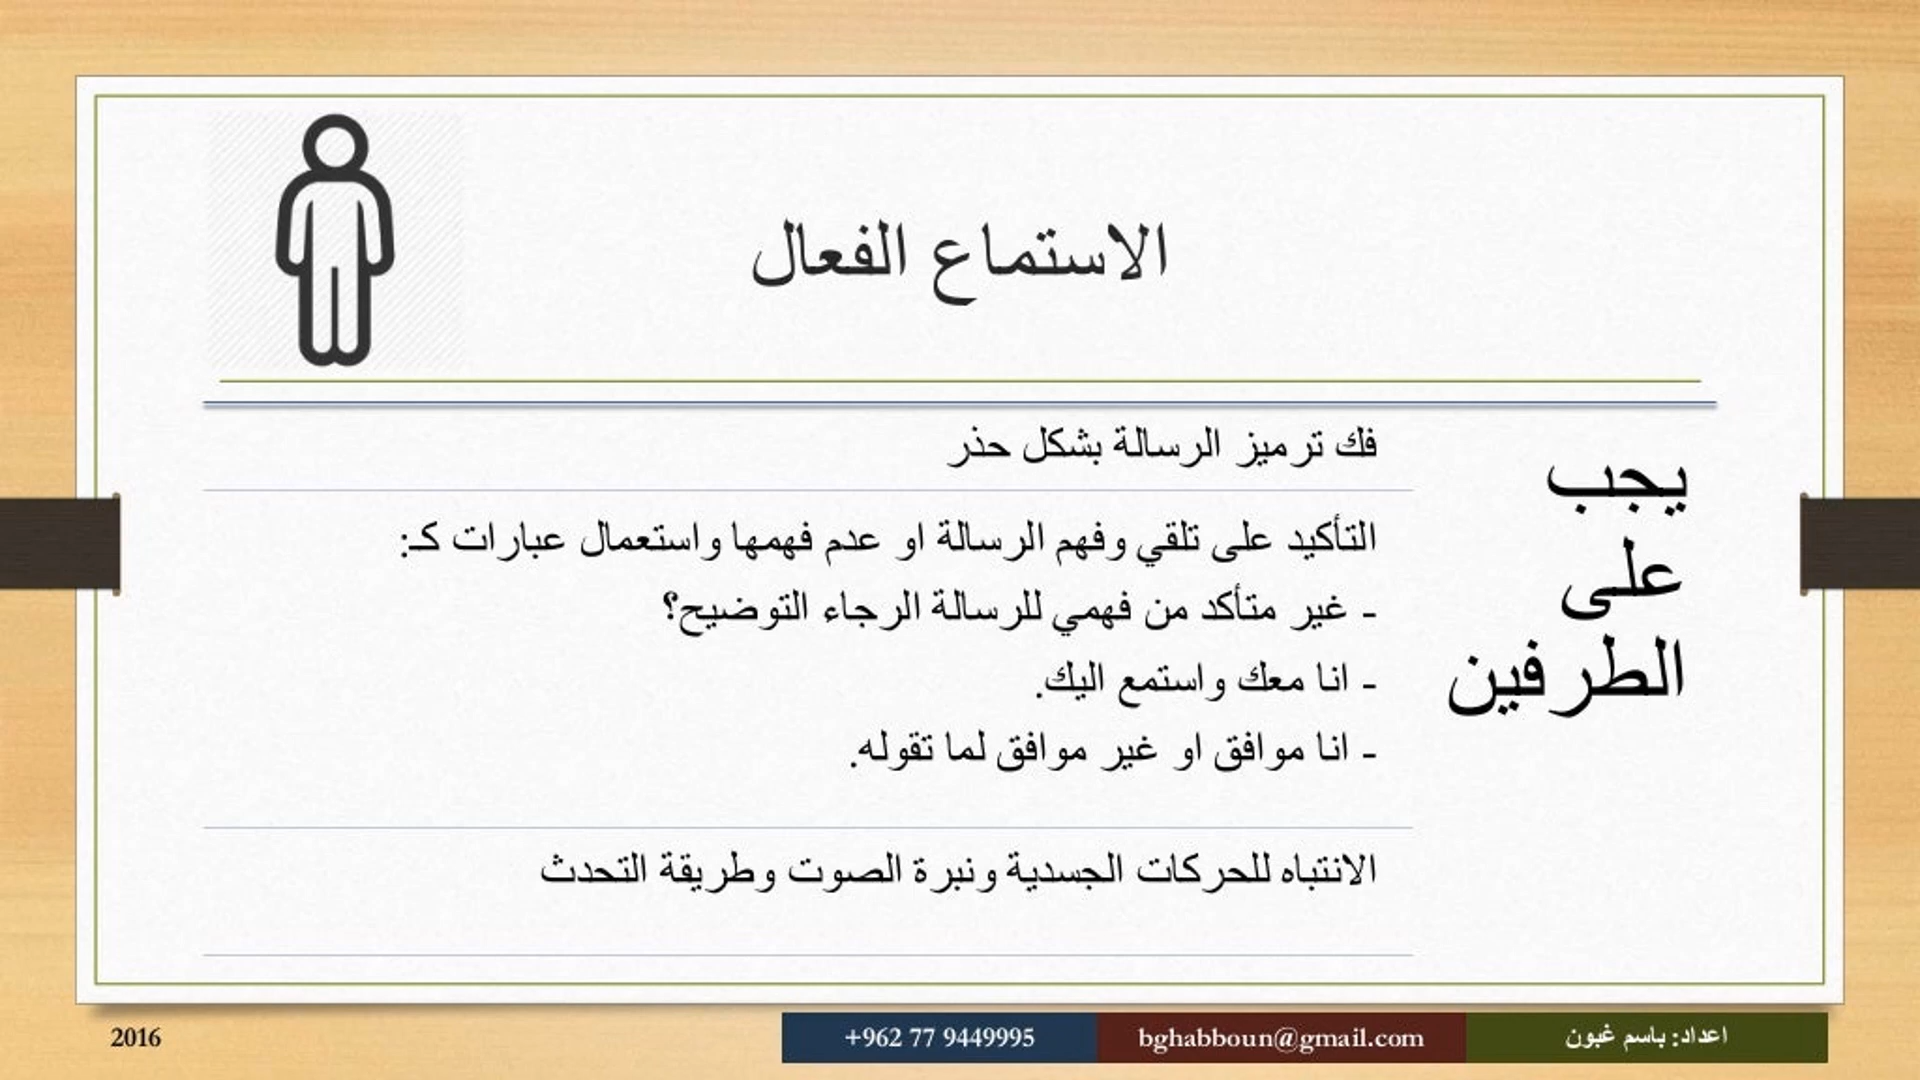 الاستماع الفعال
يجب
على
الطرفين
فك ترميز الرسالة بشكل حذر
التأكيد على تلقي وفهم الرسالة او عدم فهمها واستعمال عبارات كـ:
- غير متأكد من فهمي للرسالة الرجاء التوضيح؟
- انا معك واستمع اليك.
- انا موافق او غير موافق لما تقوله.
الانتباه للحركات الجسدية ونبرة الصوت وطريقة التحدث
اعداد: باسم غبون
bghabboun@gmail.com
+962 77 9449995
2016